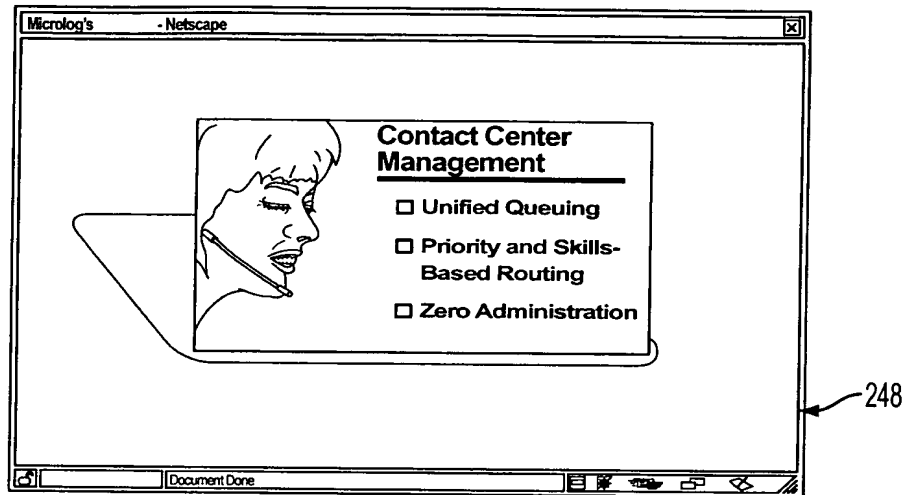 Microlog's - Netscape
Contact Center
Management
Unified Queuing
Priority and Skills-
Based Routing
Zero Administration
248
Document Done